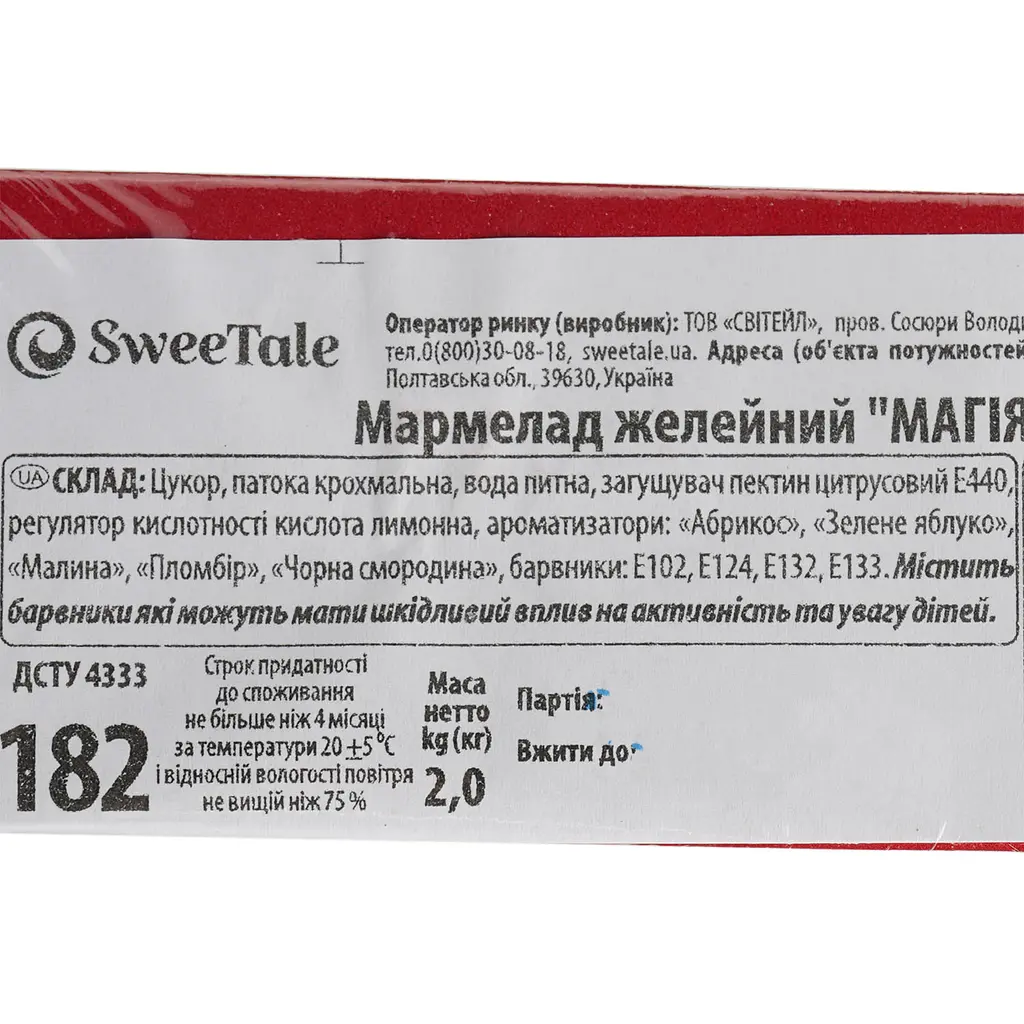 SweeTale
Оператор ринку (виробник): ТОВ «СВІТЕЙЛ», пров. Сосюри
тел.0(800)30-08-18, sweetale.ua. Адреса (об'єкта потужностей
Полтавська обл., 39630, Україна
Мармелад желейний "МАГІЯ
UA СКЛАД: Цукор, патока крохмальна, вода питна, загущувач пектин цитрусовий Е440,
регулятор кислотності кислота лимонна, ароматизатори: «Абрикос», «Зелене яблуко»,
«Малина», «Пломбір», «Чорна смородина», барвники: Е102, Е124, Е132, Е133. Містить
барвники які можуть мати шкідливий вплив на активність та увагу дітей.
ДСТУ 4333
182
Строк придатності
до споживання
не більше ніж 4 місяці
за температури 20 ±5 °С
і відносній вологості повітря
не вищій ніж 75 %
Маса
нетто
kg (кг)
2,0
Партія:
Вжити до: